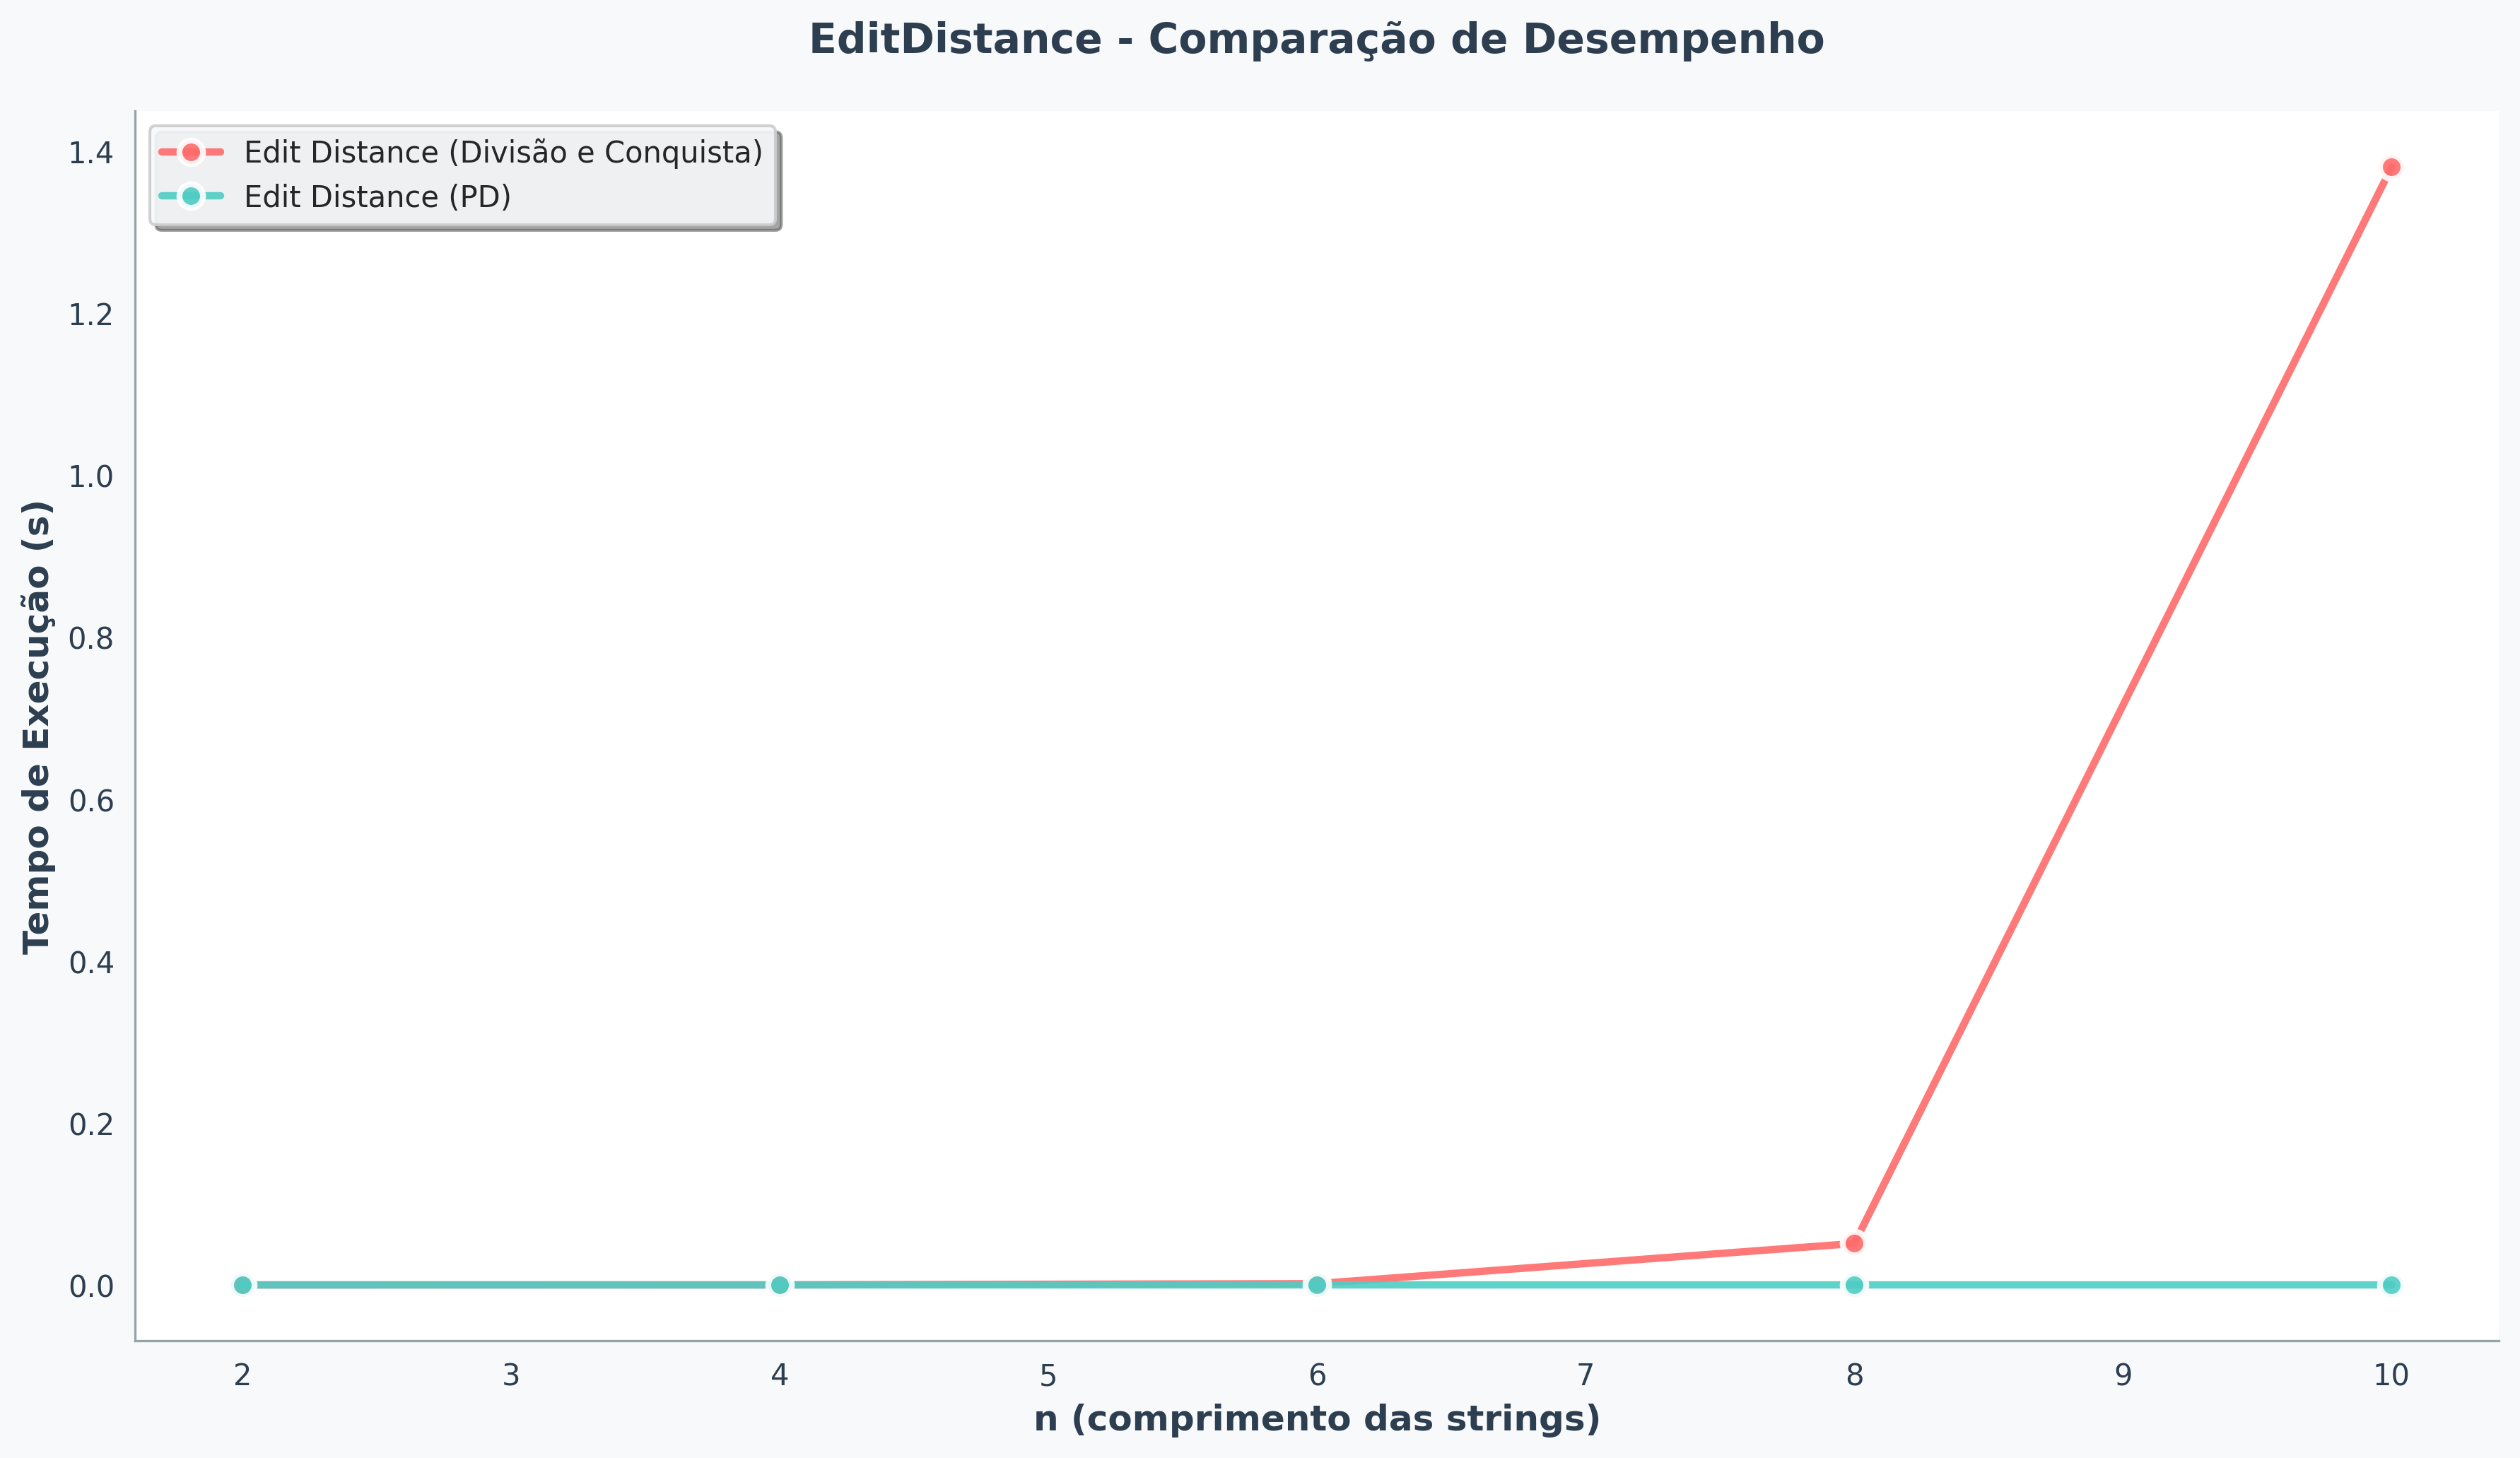 EditDistance - Comparação de Desempenho
Edit Distance (Divisão e Conquista)
Edit Distance (PD)
Tempo de Execução (s)
1.4
1.2
1.0
0.8
0.6
0.4
0.2
0.0
2 3 4 5 6 7 8 9 10
n (comprimento das strings)